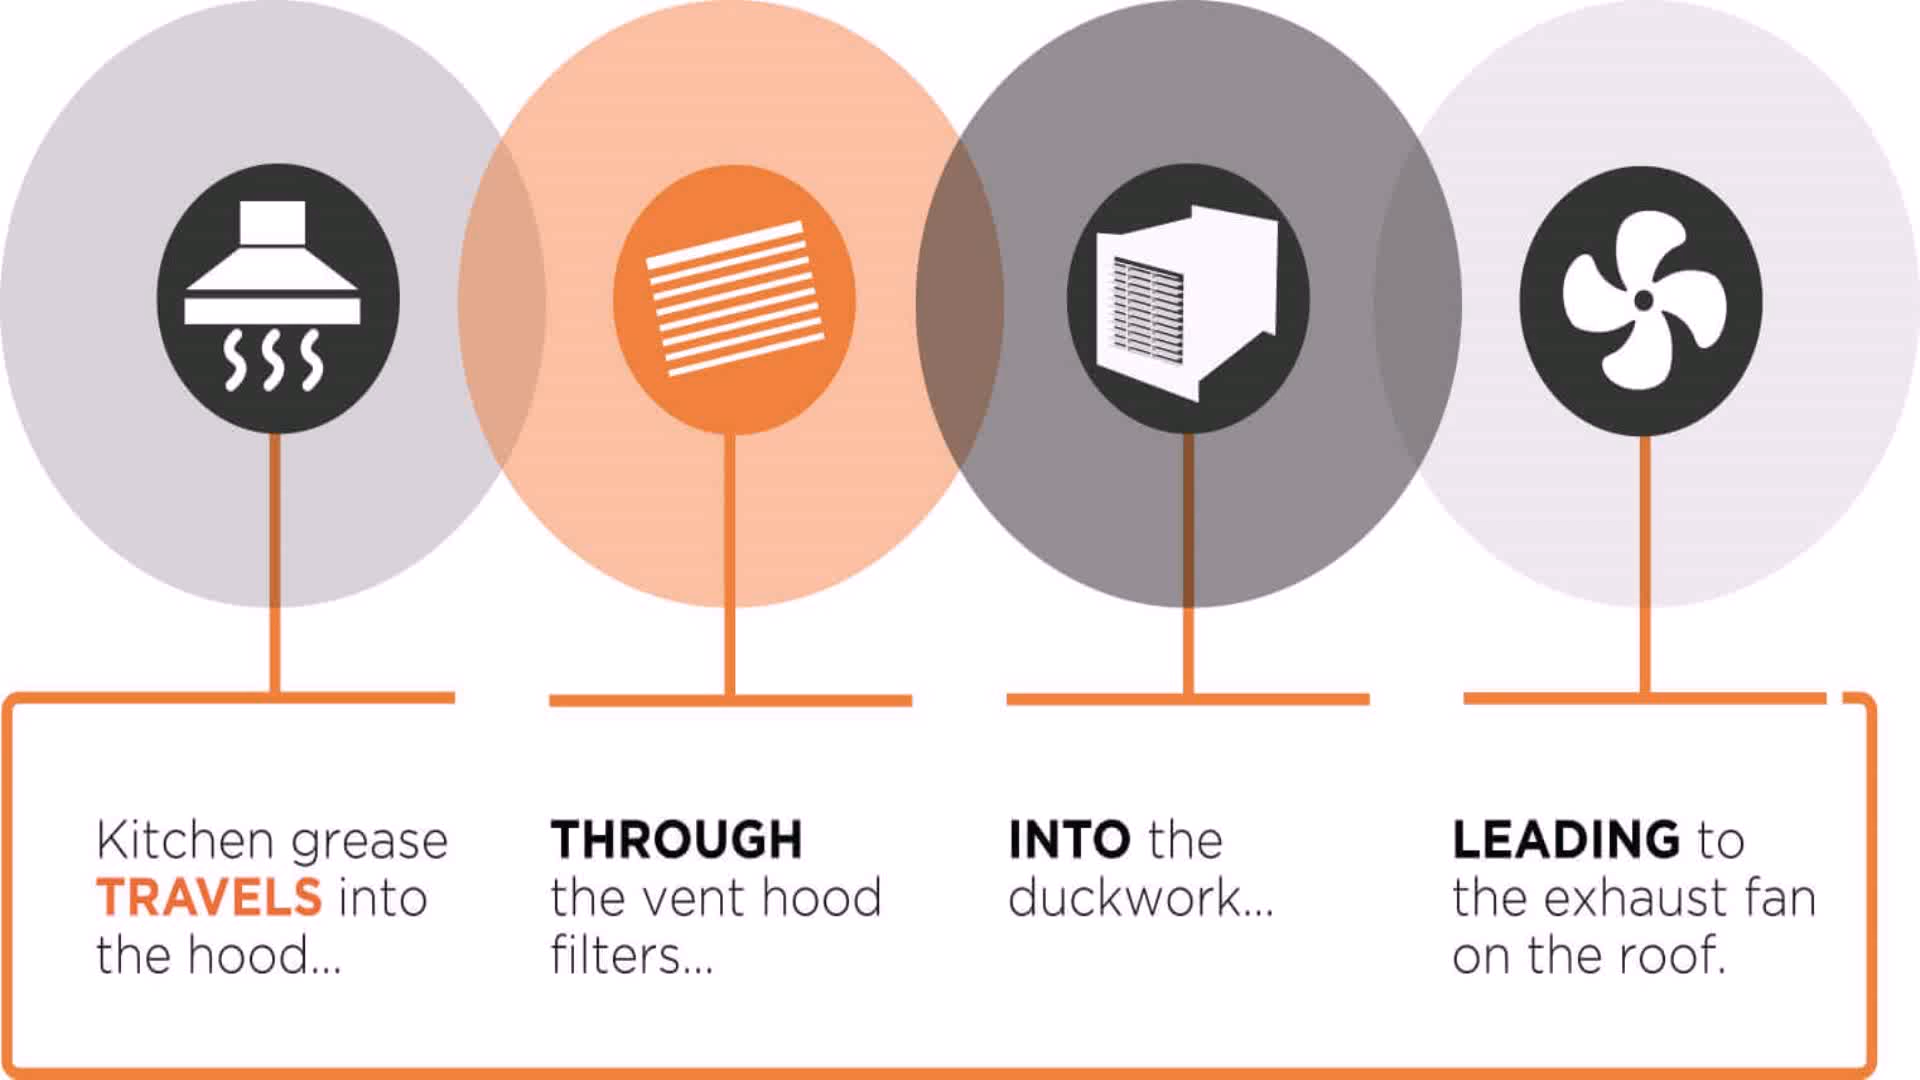 Kitchen grease
TRAVELS into
the hood...
THROUGH
the vent hood
filters...
INTO the
duckwork...
LEADING to
the exhaust fan
on the roof.